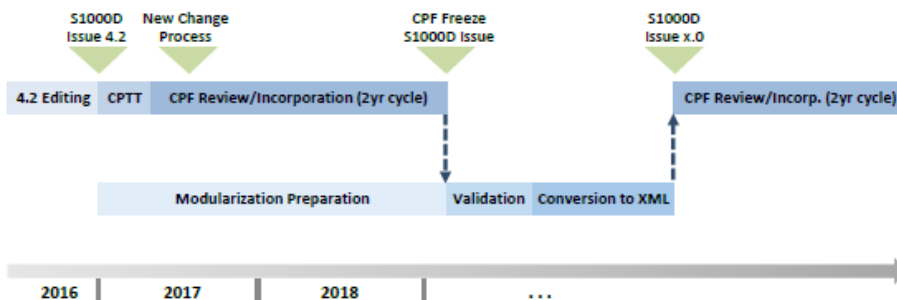 S1000D
Issue 4.2
New Change
Process
CPF Freeze
S1000D Issue
S1000D
Issue x.0
4.2 Editing
CPTT
CPF Review/Incorporation (2yr cycle)
CPF Review/Incorp. (2yr cycle)
Modularization Preparation
Validation
Conversion to XML
2016
2017
2018
...